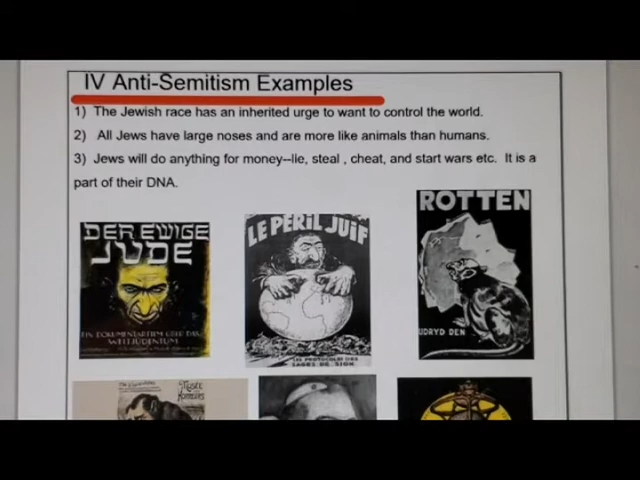 IV Anti-Semitism Examples
1) The Jewish race has an inherited urge to want to control the world.
2) All Jews have large noses and are more like animals than humans.
3) Jews will do anything for money--lie, steal , cheat, and start wars etc. It is a
part of their DNA.
DER EWIGE
JUDE
EIN DOKUMENTARFILM ÜBER DAS
WELTJUDENTUM
LE PÉRIL JUIF
LES PROTOCOLES DES
SAGES DE SION
ROTTEN
UDRYD DEN
Musée